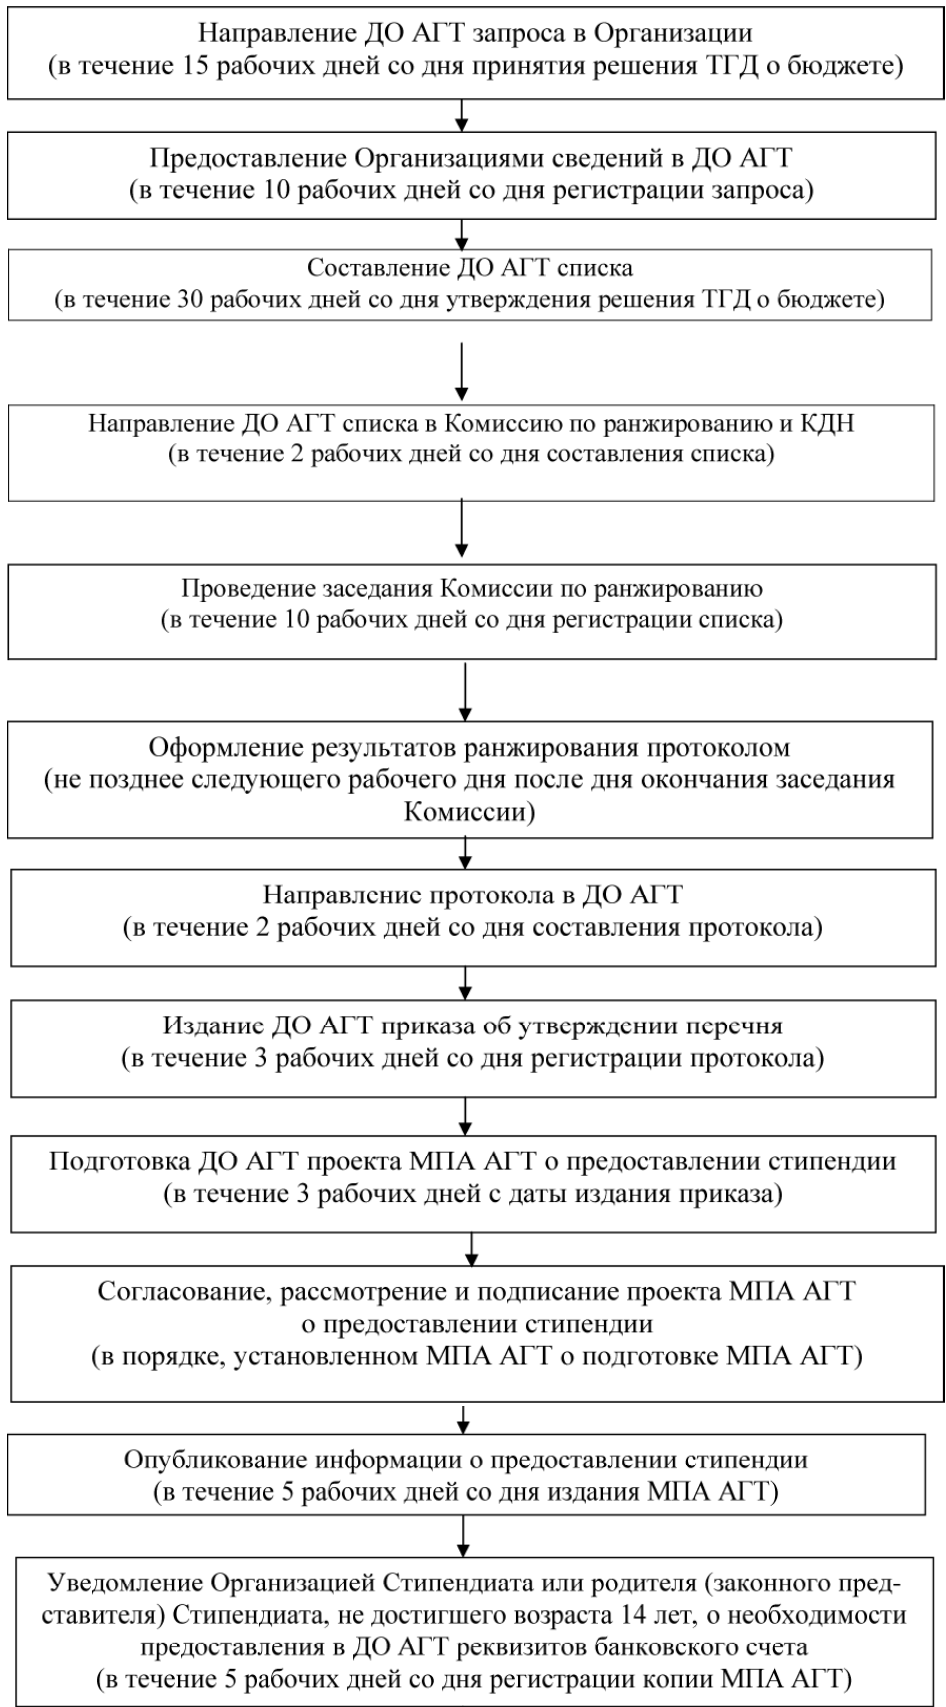 Направление ДО АГТ запроса в Организации
(в течение 15 рабочих дней со дня принятия решения ТГД о бюджете)
Предоставление Организациями сведений в ДО АГТ
(в течение 10 рабочих дней со дня регистрации запроса)
Составление ДО АГТ списка
(в течение 30 рабочих дней со дня утверждения решения ТГД о бюджете)
Направление ДО АГТ списка в Комиссию по ранжированию и КДН
(в течение 2 рабочих дней со дня составления списка)
Проведение заседания Комиссии по ранжированию
(в течение 10 рабочих дней со дня регистрации списка)
Оформление результатов ранжирования протоколом
(не позднее следующего рабочего дня после дня окончания заседания
Комиссии)
Направление протокола в ДО АГТ
(в течение 2 рабочих дней со дня составления протокола)
Издание ДО АГТ приказа об утверждении перечня
(в течение 3 рабочих дней со дня регистрации протокола)
Подготовка ДО АГТ проекта МПА АГТ о предоставлении стипендии
(в течение 3 рабочих дней с даты издания приказа)
Согласование, рассмотрение и подписание проекта МПА АГТ
о предоставлении стипендии
(в порядке, установленном МПА АГТ о подготовке МПА АГТ)
Опубликование информации о предоставлении стипендии
(в течение 5 рабочих дней со дня издания МПА АГТ)
Уведомление Организацией Стипендиата или родителя (законного пред-
ставителя) Стипендиата, не достигшего возраста 14 лет, о необходимости
предоставления в ДО АГТ реквизитов банковского счета
(в течение 5 рабочих дней со дня регистрации копии МПА АГТ)